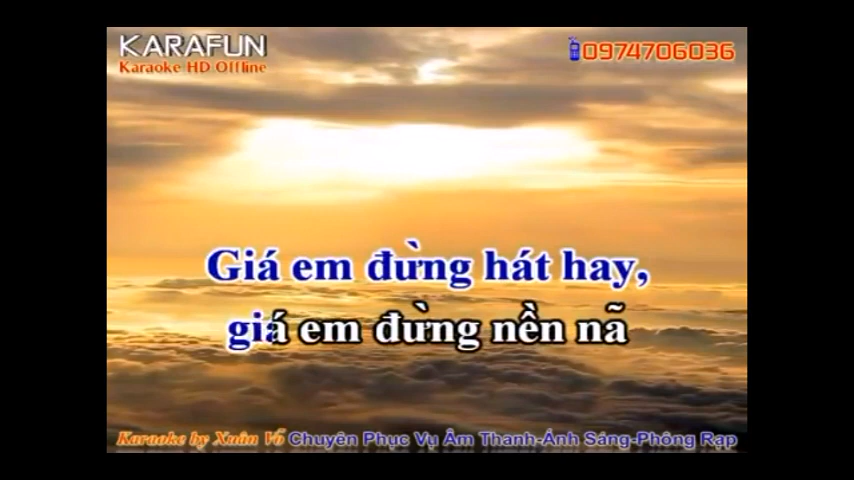 KARAFUN
Karaoke HD Offline
0974706036
Giá em đừng hát hay,
giá em đừng nền nã
Karaoke by Xuân Võ Chuyên Phục Vụ Âm Thanh-Ánh Sáng-Phông Rạp